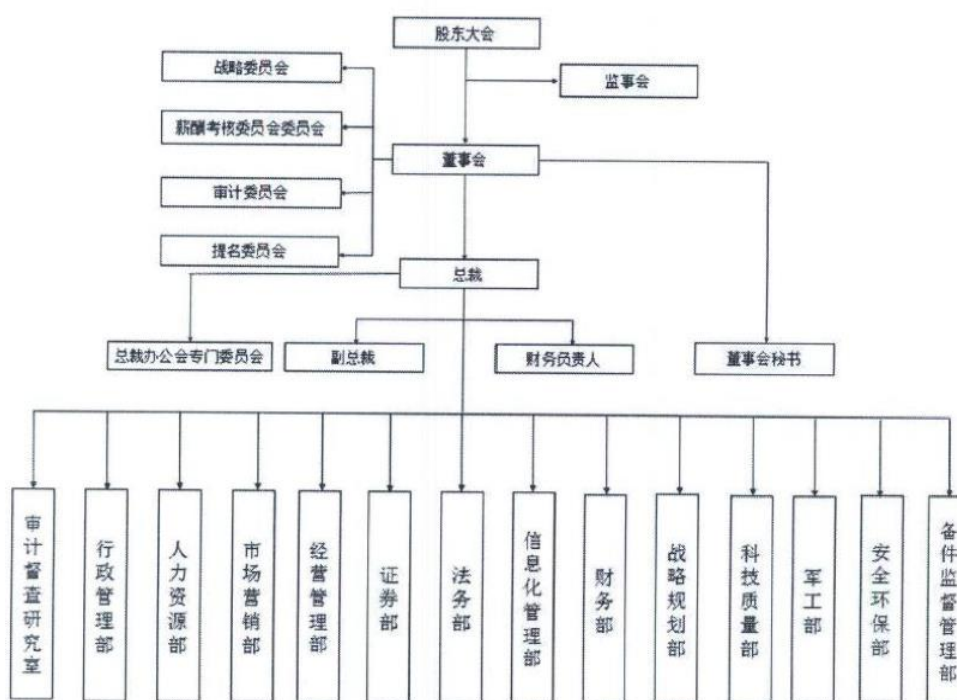 股东大会
战略委员会
监事会
薪酬考核委员会委员会
董事会
审计委员会
提名委员会
总裁
总裁办公会专门委员会
副总裁
财务负责人
董事会秘书
审计督查研究室
行政管理部
人力资源部
市场营销部
经营管理部
证券部
法务部
信息化管理部
财务部
战略规划部
科技质量部
军工部
安全环保部
备件监督管理部